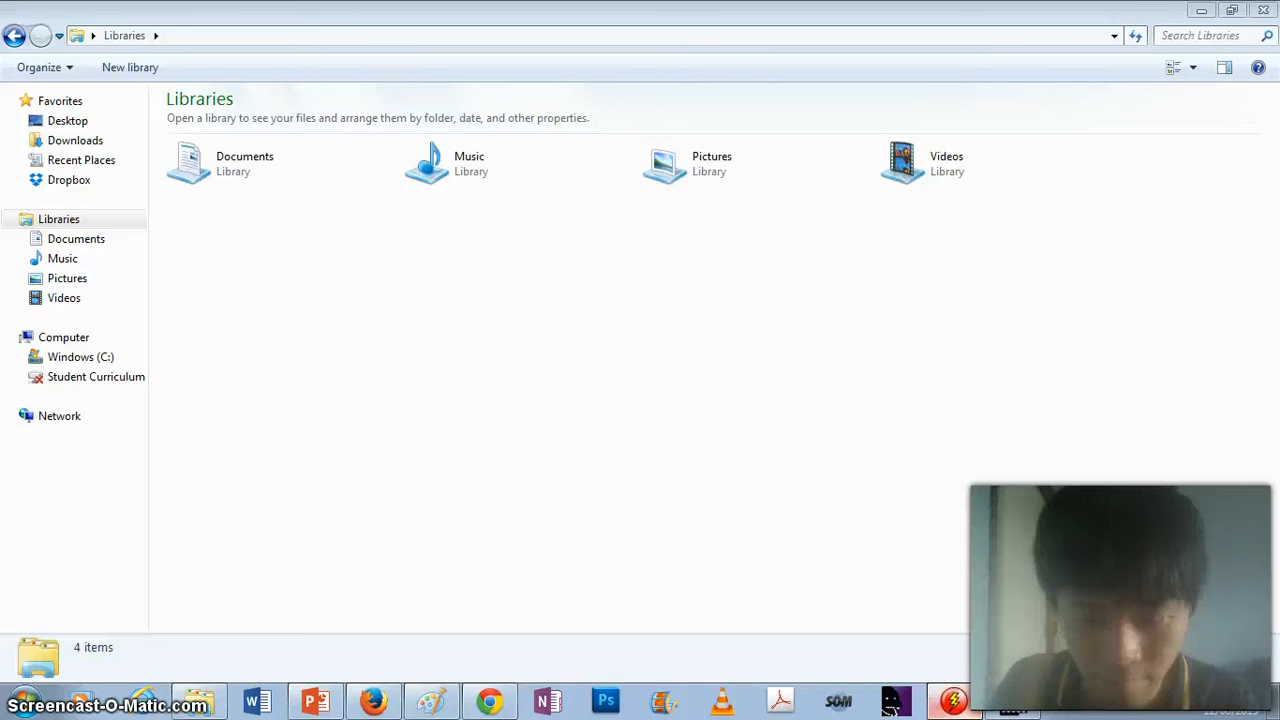 Libraries
Search Libraries
Organize
New library
Favorites
Desktop
Downloads
Recent Places
Dropbox
Libraries
Documents
Music
Pictures
Videos
Computer
Windows (C:)
Student Curriculum
Network
Libraries
Open a library to see your files and arrange them by folder, date, and other properties.
Documents
Library
Music
Library
Pictures
Library
Videos
Library
4 items
Screencast-O-Matic.com
W
P
N
Ps
SOM